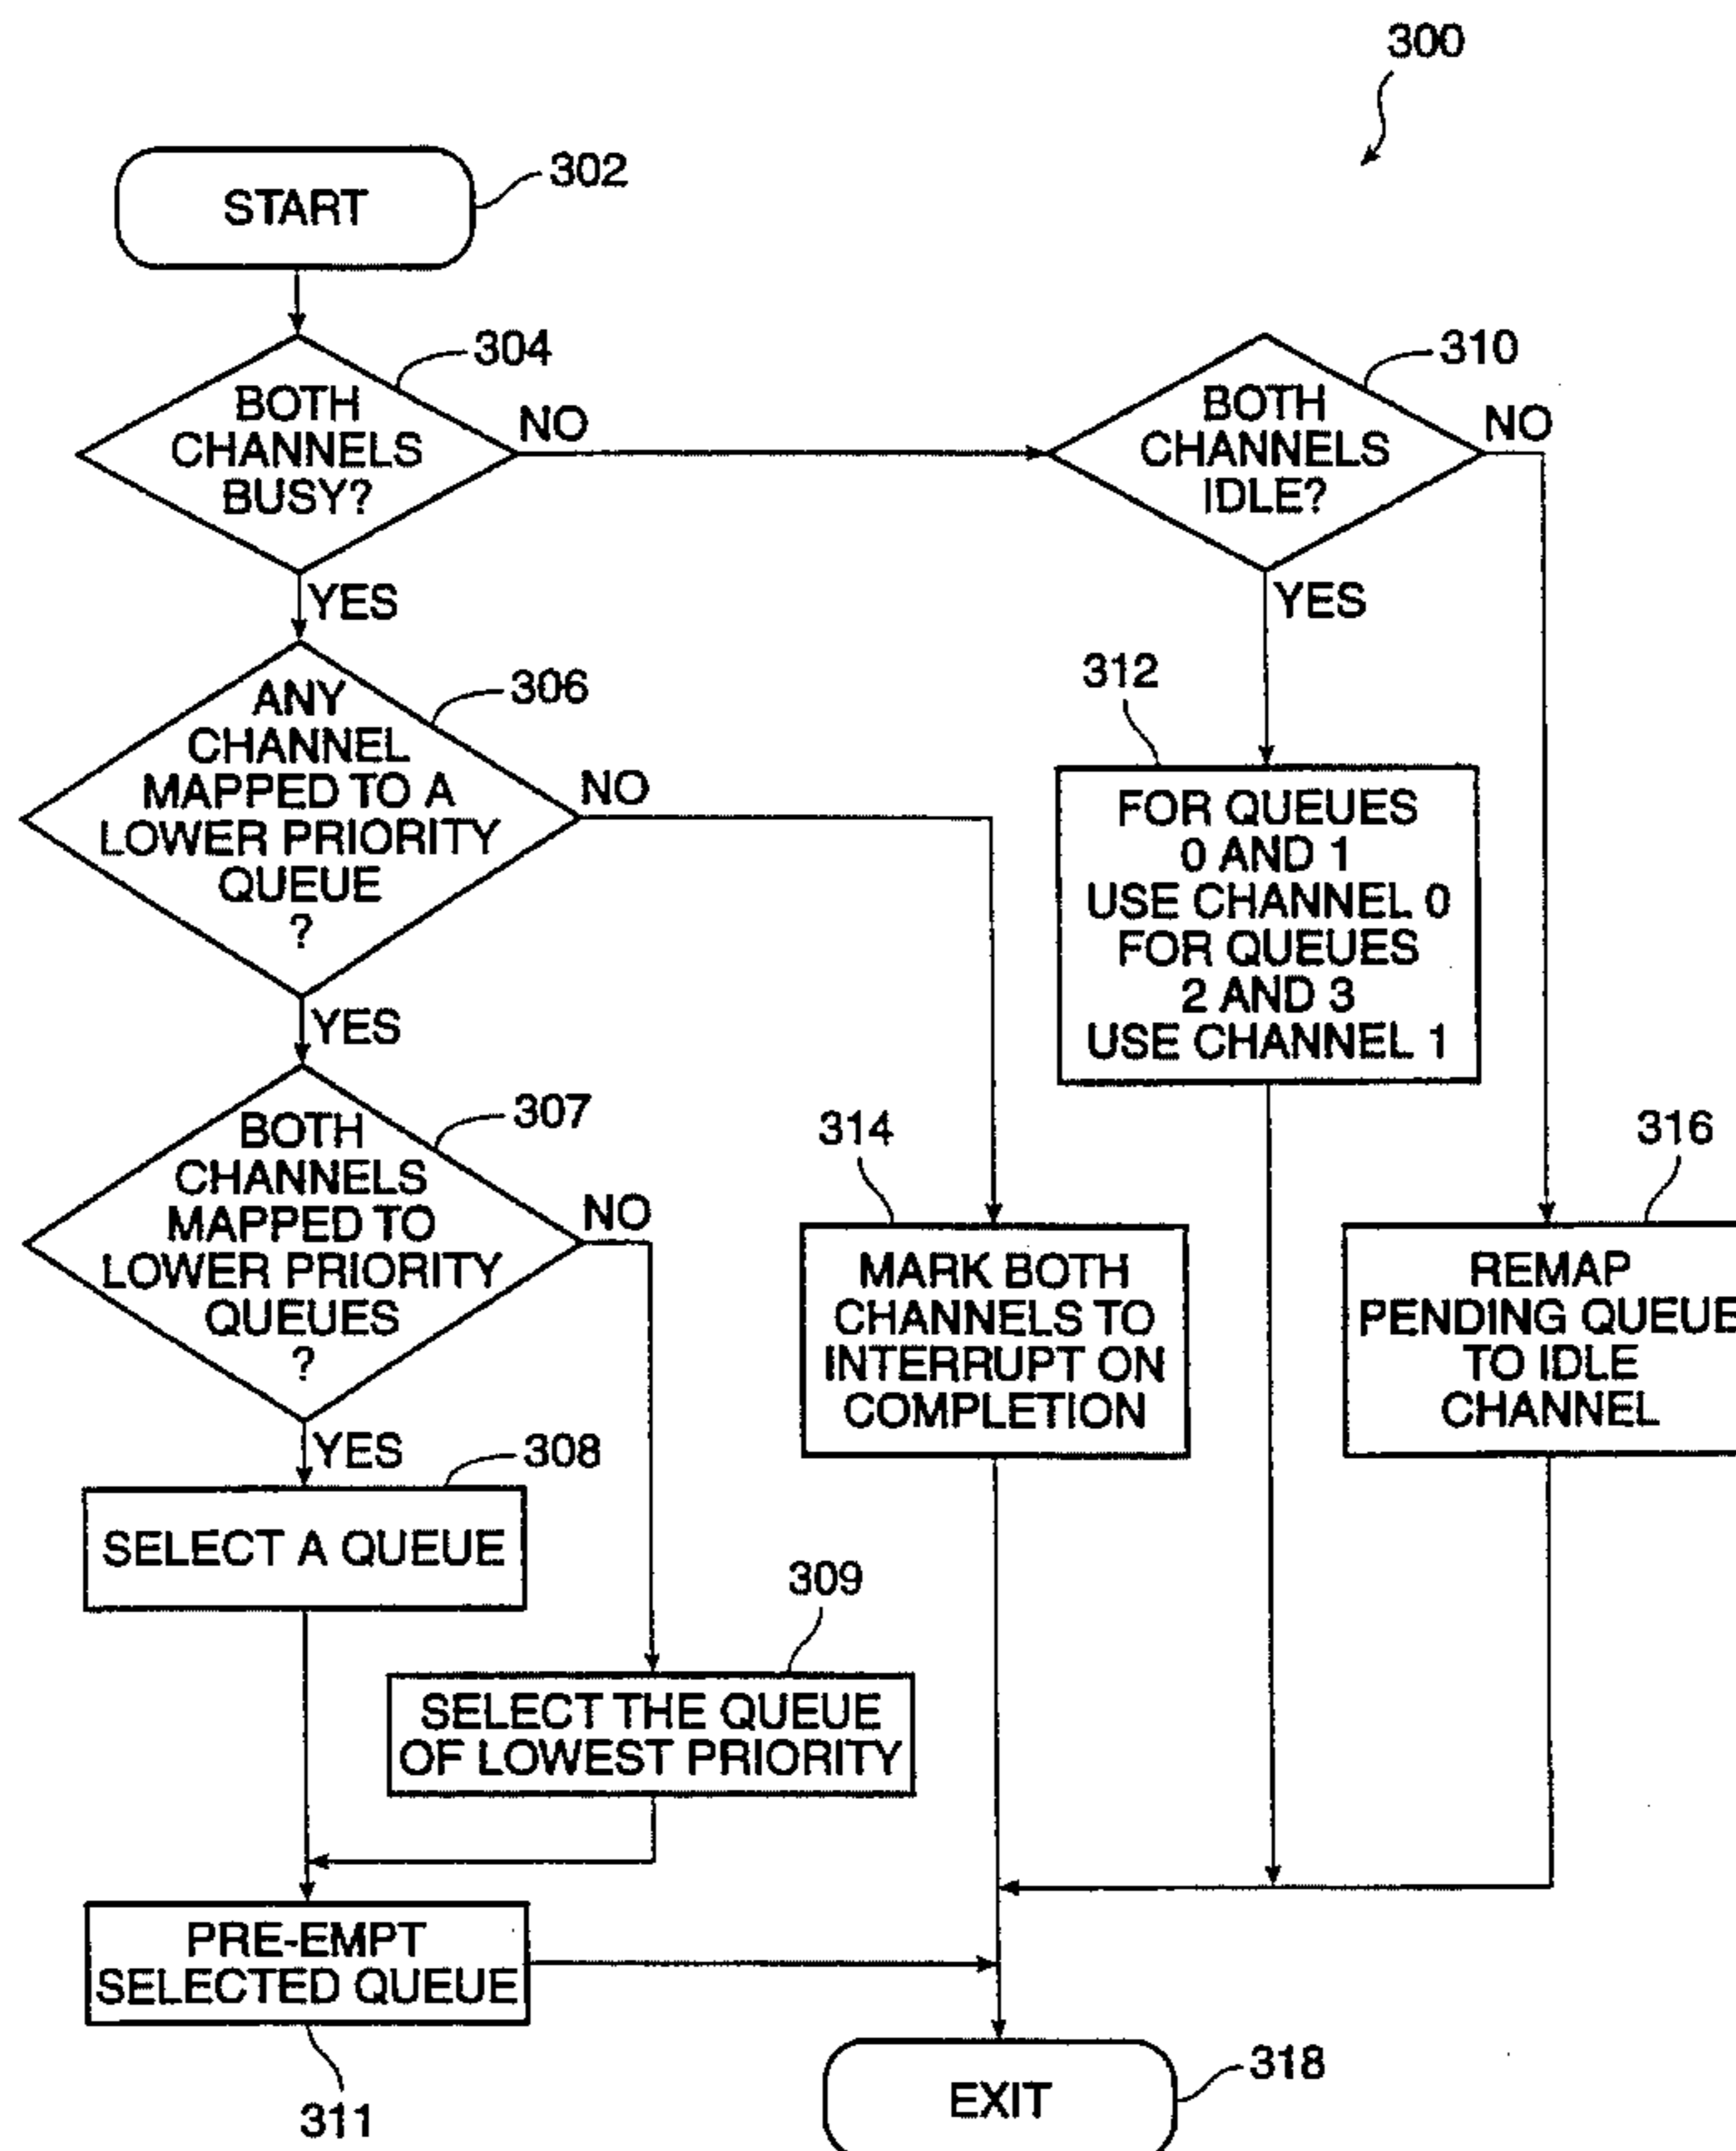 300
START
302
BOTH
CHANNELS
BUSY?
304
NO
YES
BOTH
CHANNELS
IDLE?
310
NO
YES
ANY
CHANNEL
MAPPED TO A
LOWER PRIORITY
QUEUE
?
306
NO
YES
312
FOR QUEUES
0 AND 1
USE CHANNEL 0
FOR QUEUES
2 AND 3
USE CHANNEL 1
BOTH
CHANNELS
MAPPED TO
LOWER PRIORITY
QUEUES
?
307
NO
YES
314
MARK BOTH
CHANNELS TO
INTERRUPT ON
COMPLETION
316
REMAP
PENDING QUEUE
TO IDLE
CHANNEL
308
SELECT A QUEUE
309
SELECT THE QUEUE
OF LOWEST PRIORITY
PRE-EMPT
SELECTED QUEUE
311
EXIT
318